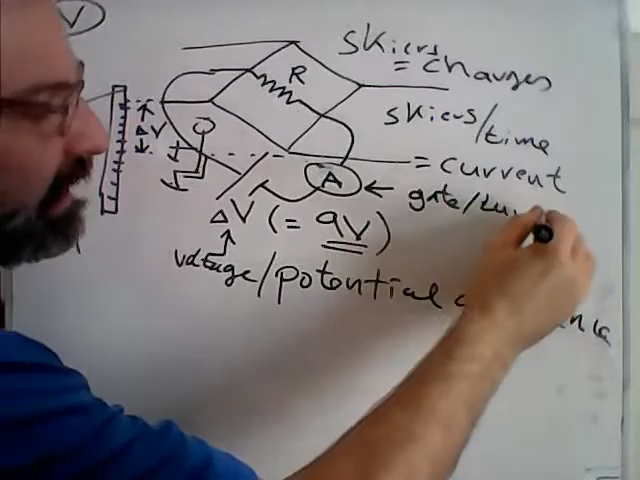 V
skiers
= charges
R
skiers/time
= current
ΔV
A
← gate/
ΔV (= qV)
voltage/potential